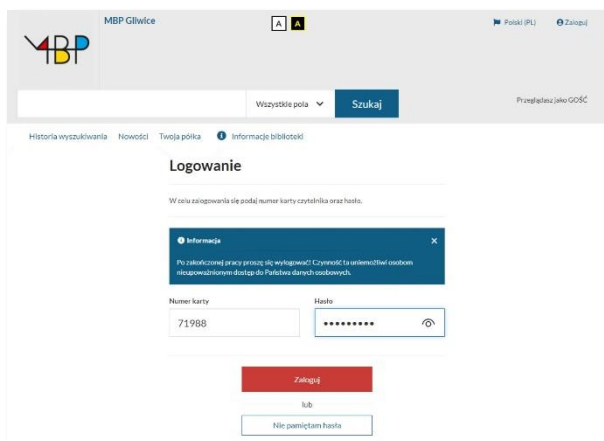 MBP
MBP Gliwice
A A
Polski (PL) Zaloguj
Wszystkie pola Szukaj
Przeglądasz jako GOŚĆ
Historia wyszukiwania Nowości Twoja półka Informacje biblioteki
Logowanie
W celu zalogowania się podaj numer karty czytelnika oraz hasło.
Informacja ×
Po zakończonej pracy proszę się wylogować! Czynność ta uniemożliwi osobom
nieupoważnionym dostęp do Państwa danych osobowych.
Numer karty Hasło
71988 •••••••••
Zaloguj
lub
Nie pamiętam hasła